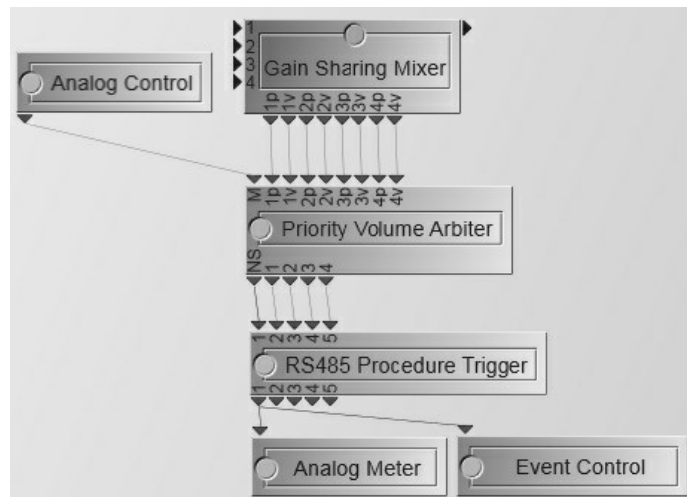 1
2
3
4
Gain Sharing Mixer
1p 1v 2p 2v 3p 3v 4p 4v
Analog Control
M 1p 1v 2p 2v 3p 3v 4p 4v
Priority Volume Arbiter
NS 1 2 3 4
1 2 3 4 5
RS485 Procedure Trigger
1 2 3 4 5
Analog Meter
Event Control